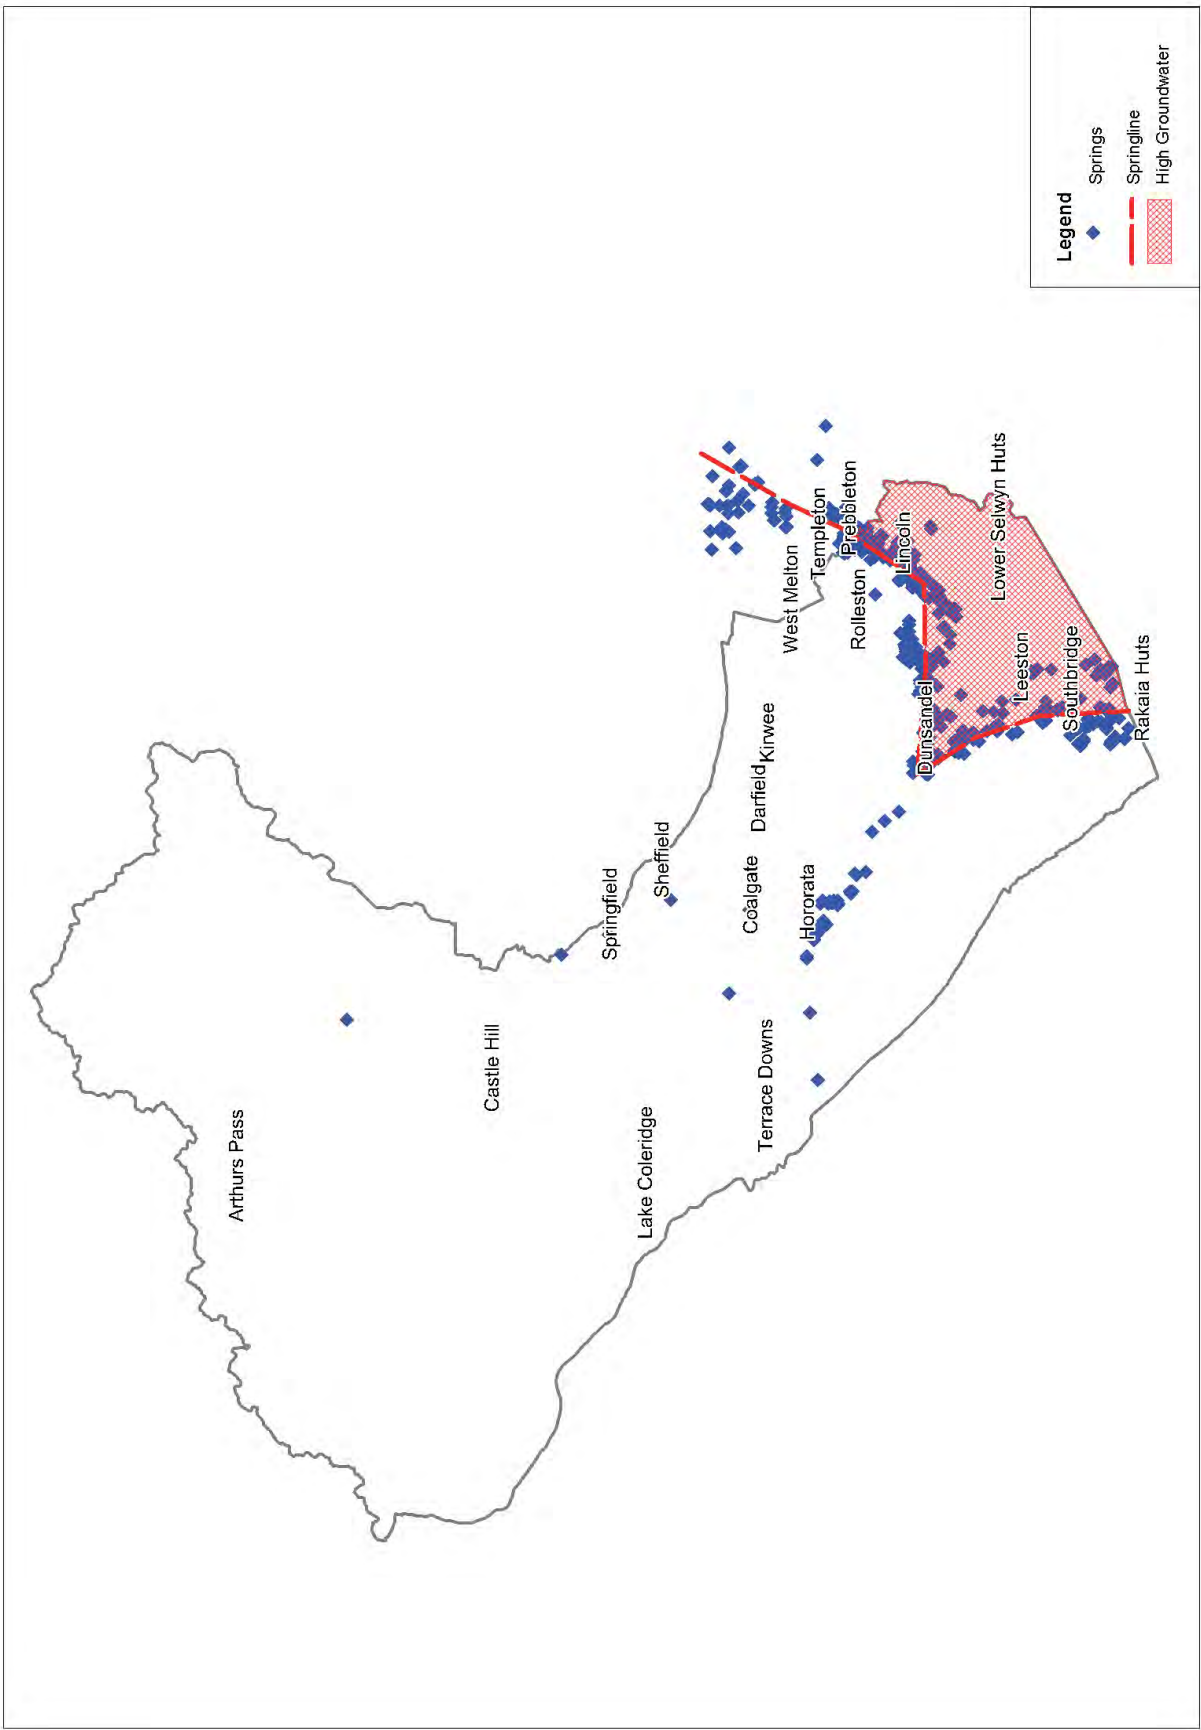 Arthurs Pass
Castle Hill
Lake Coleridge
Springfield
Sheffield
Terrace Downs
Coalgate
Darfield
Kirwee
Hororata
West Melton
Templeton
Prebbleton
Rolleston
Lincoln
Dunsandel
Lower Selwyn Huts
Leeston
Southbridge
Rakaia Huts
Legend
Springs
Springline
High Groundwater